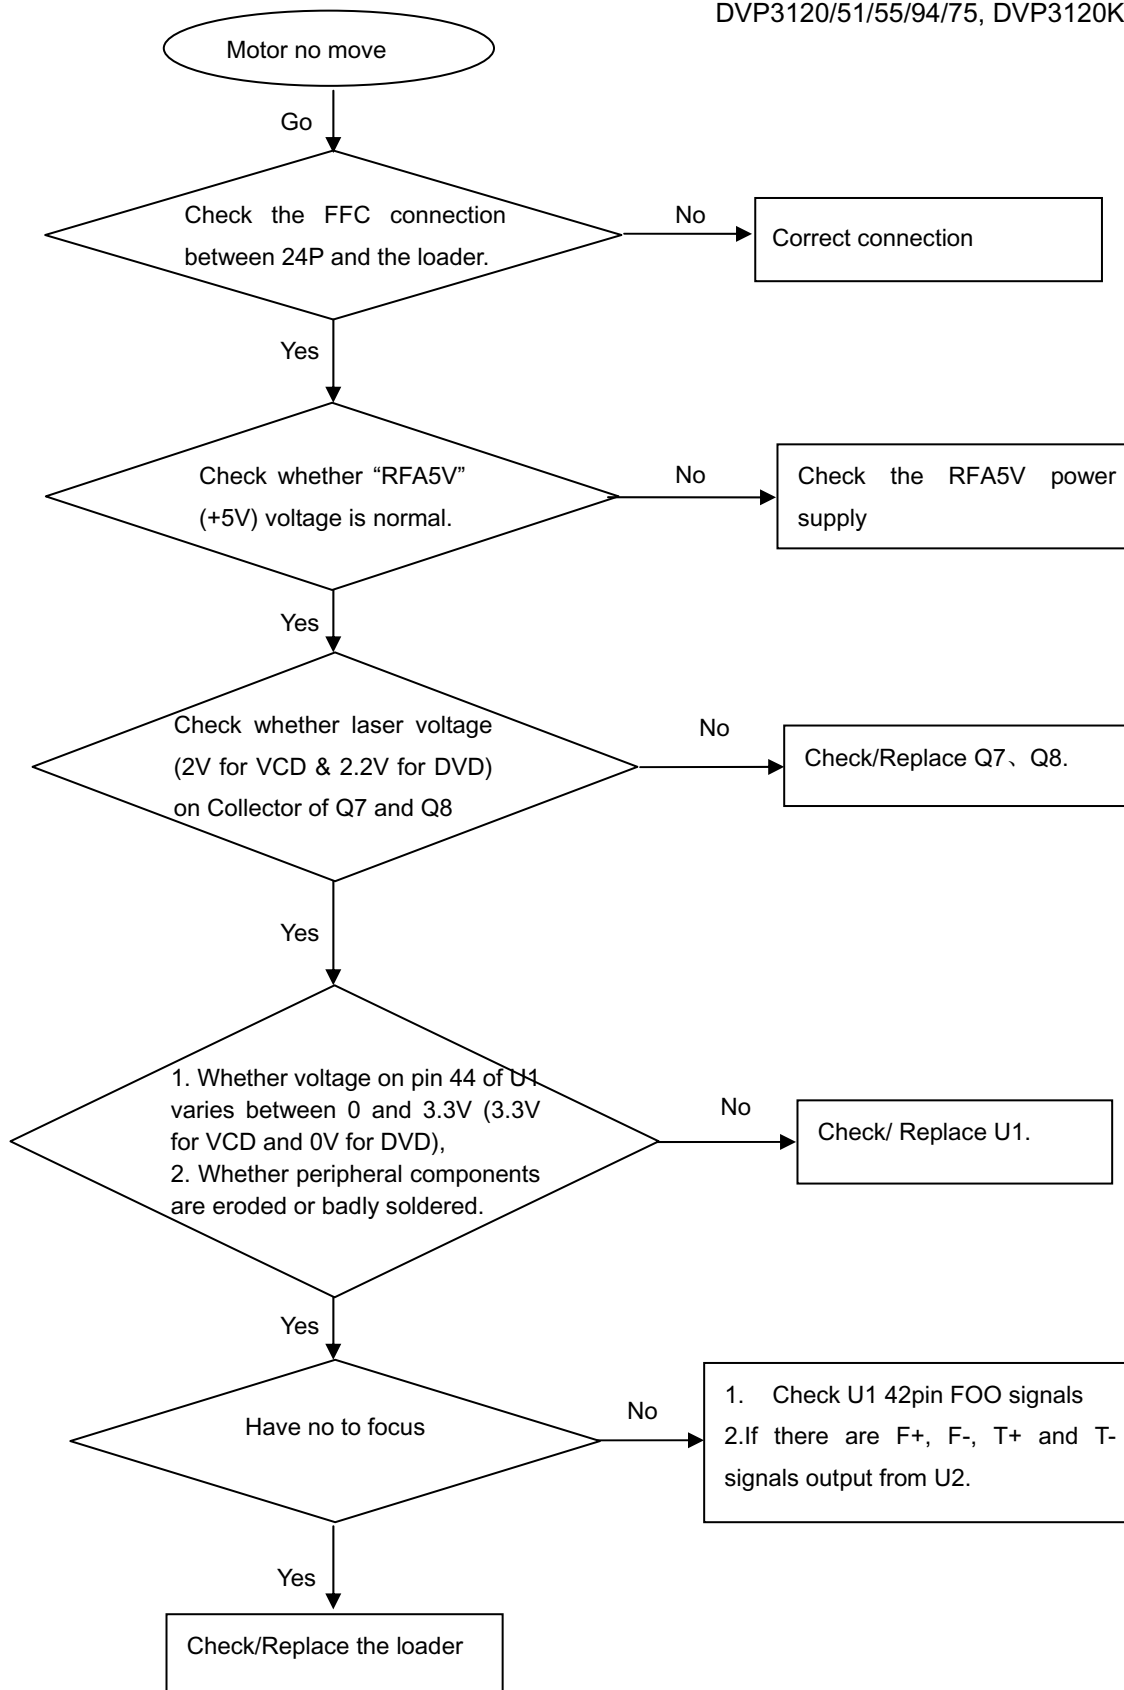 DVP3120/51/55/94/75, DVP3120K
Motor no move
Go
Check the FFC connection
between 24P and the loader.
No
Correct connection
Yes
Check whether “RFA5V”
(+5V) voltage is normal.
No
Check the RFA5V power
supply
Yes
Check whether laser voltage
(2V for VCD & 2.2V for DVD)
on Collector of Q7 and Q8
No
Check/Replace Q7、Q8.
Yes
1. Whether voltage on pin 44 of U1
varies between 0 and 3.3V (3.3V
for VCD and 0V for DVD),
2. Whether peripheral components
are eroded or badly soldered.
No
Check/ Replace U1.
Yes
Have no to focus
No
1. Check U1 42pin FOO signals
2.If there are F+, F-, T+ and T-
signals output from U2.
Yes
Check/Replace the loader